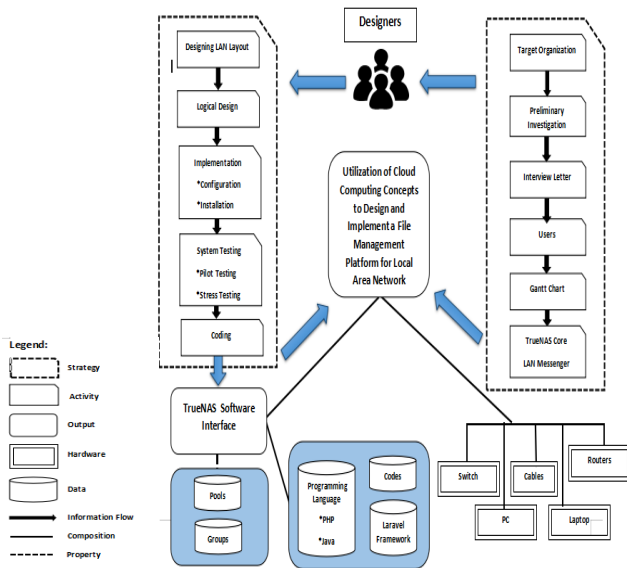 Designers
Designing LAN Layout
Logical Design
Implementation
*Configuration
*Installation
System Testing
*Pilot Testing
*Stress Testing
Coding
Target Organization
Preliminary
Investigation
Interview Letter
Users
Gantt Chart
TrueNAS Core
LAN Messenger
Utilization of Cloud
Computing Concepts
to Design and
Implement a File
Management
Platform for Local
Area Network
TrueNAS Software
Interface
Pools
Groups
Programming
Language
*PHP
*Java
Codes
Laravel
Framework
Switch
Cables
Routers
PC
Laptop
Legend:
Strategy
Activity
Output
Hardware
Data
Information Flow
Composition
Property